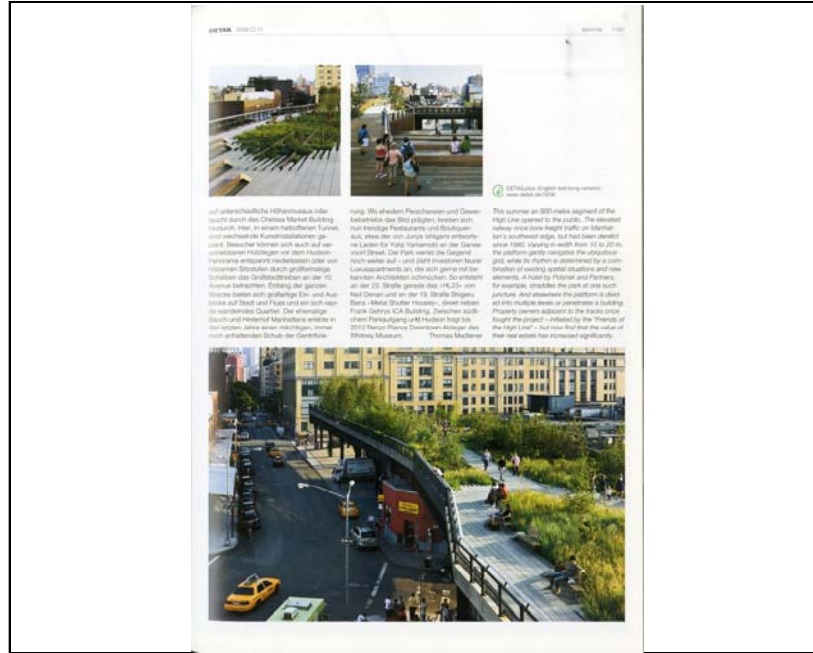 DETAIL 2009 ¥ 11
Berichte
DETAILplus: English text-long version:
www.detail.de/1209
auf unterschiedliche Höhenniveaus oder
taucht durch das Chelsea Market Building
hindurch. Hier, in einem halboffenen Tunnel,
sind wechselnde Kunstinstallationen ge-
plant. Besucher können sich auch auf ver-
schiebbaren Holzliegen vor dem Hudson-
Panorama entspannt niederlassen oder von
hölzernen Sitzstufen durch großformatige
Scheiben das Großstadttreiben an der 10.
Avenue betrachten. Entlang der ganzen
Strecke bieten sich großartige Ein- und Aus-
blicke auf Stadt und Fluss und ein sich rapi-
de wandelndes Quartier. Der ehemalige
Bauch und Hinterhof Manhattans erlebte in
den letzten Jahre einen mächtigen, immer
noch anhaltenden Schub der Gentrifizie-
rung. Wo ehedem Fleischereien und Gewer-
bebetriebe das Bild prägten, breiten sich
nun trendige Restaurants und Boutiquen
aus, etwa der von Junya Ishigami entworfe-
ne Laden für Yohji Yamamoto an der Ganse-
voort Street. Der Park wertet die Gegend
noch weiter auf – und zieht Investoren teurer
Luxusapartments an, die sich gerne mit be-
kannten Architekten schmücken. So entsteht
an der 23. Straße gerade das »HL23« von
Neil Denari und an der 19. Straße Shigeru
Bans »Metal Shutter Houses«, direkt neben
Frank Gehrys ICA Building. Zwischen südli-
chem Parkaufgang und Hudson folgt bis
2012 Renzo Pianos Downtown-Ableger des
Whitney Museum. Thomas Madlener
This summer an 800-metre segment of the
High Line opened to the public. The elevated
railway once bore freight traffic on Manhat-
tan's southwest edge, but had been derelict
since 1980. Varying in width from 10 to 20 m,
the platform gently navigates the ubiquitous
grid, while its rhythm is determined by a com-
bination of existing spatial situations and new
elements. A hotel by Polshek and Partners,
for example, straddles the park at one such
juncture. And elsewhere the platform is divid-
ed into multiple levels or penetrates a building.
Property owners adjacent to the tracks once
fought the project – initiated by the "Friends of
the High Line" – but now find that the value of
their real estate has increased significantly.